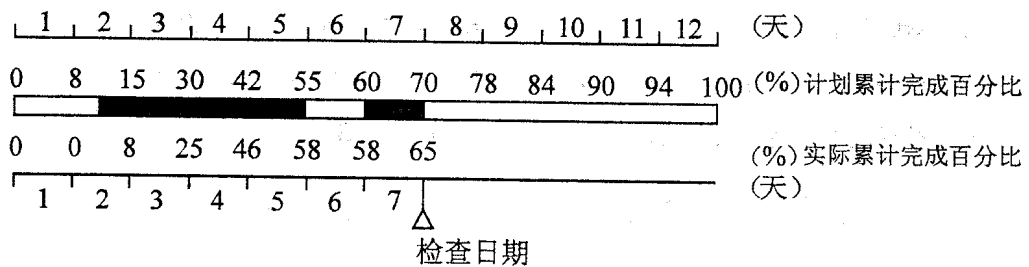 1 2 3 4 5 6 7 8 9 10 11 12 (天)
0 8 15 30 42 55 60 70 78 84 90 94 100 (%)计划累计完成百分比
0 0 8 25 46 58 58 65 (%)实际累计完成百分比
1 2 3 4 5 6 7 (天)
检查日期